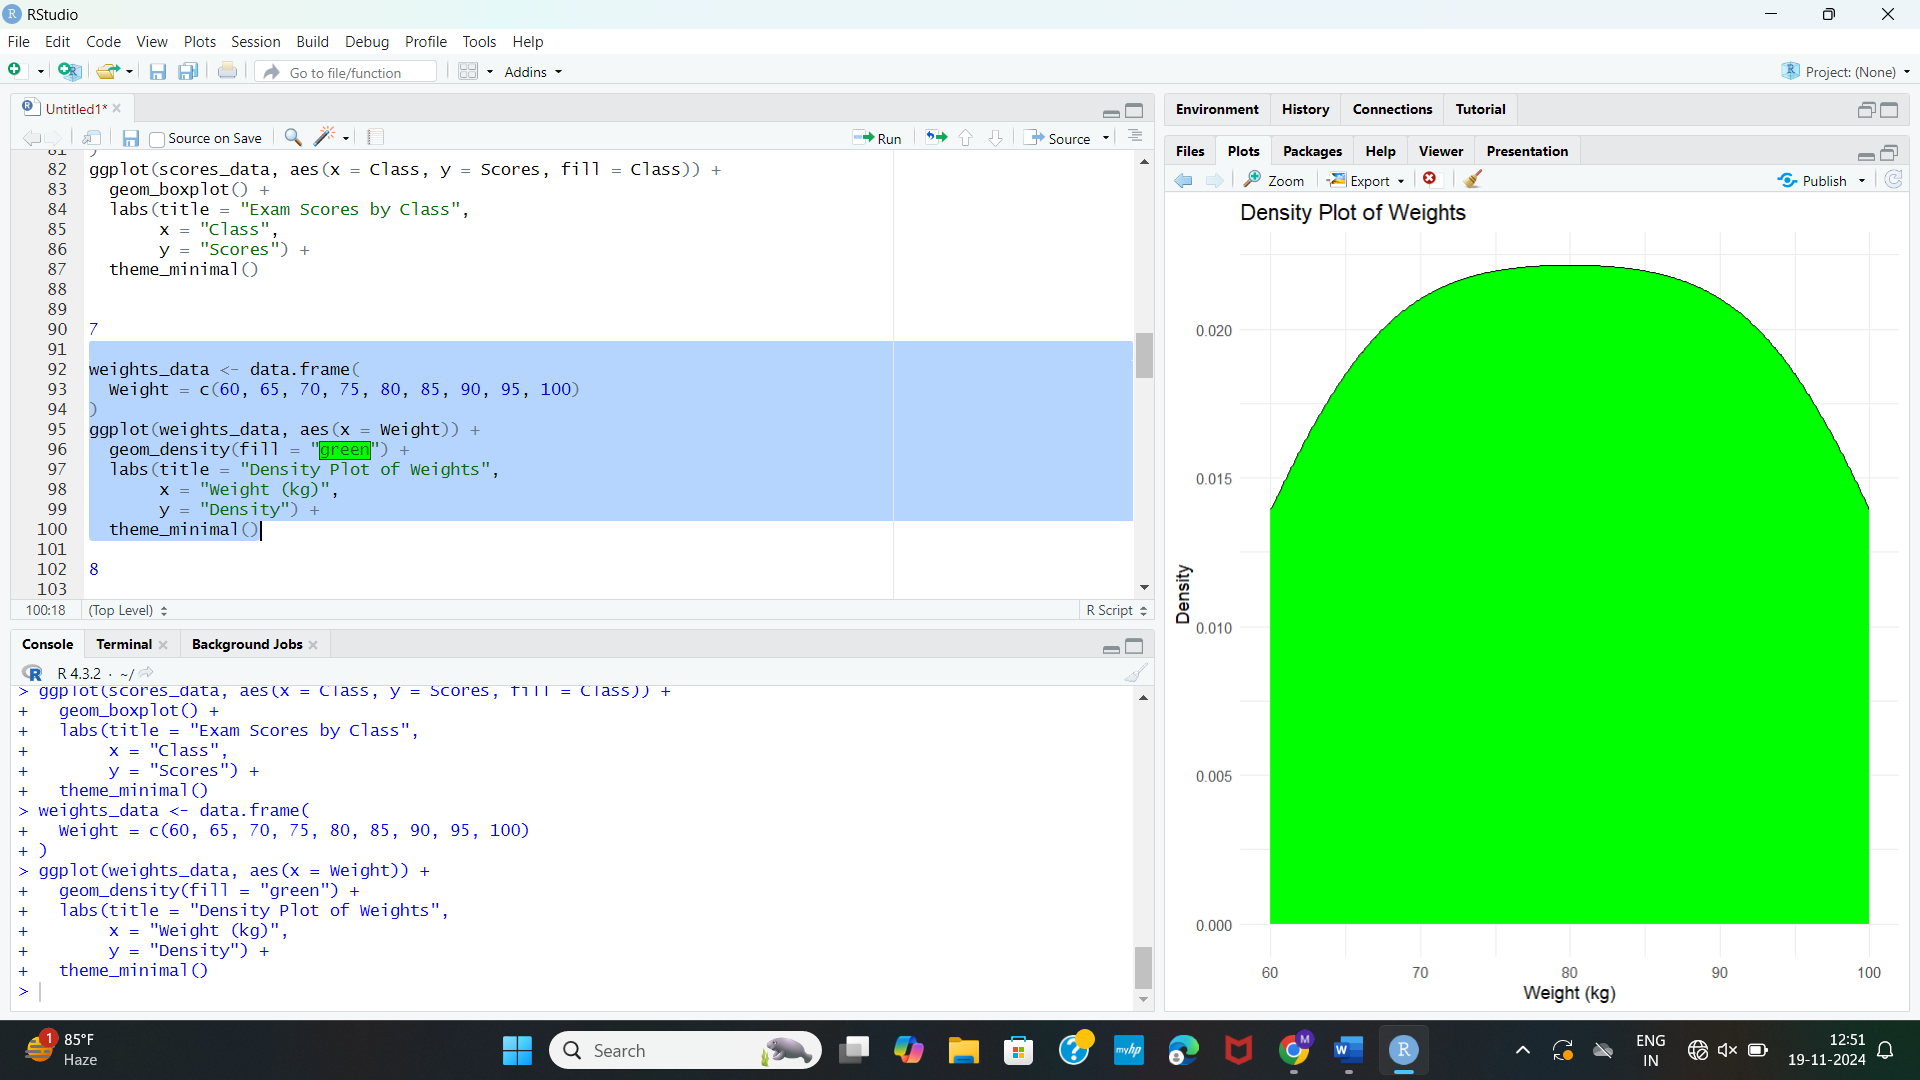 RStudio
File Edit Code View Plots Session Build Debug Profile Tools Help
Go to file/function Addins Project: (None)
Untitled1*
Source on Save Run Source
81 )
82 ggplot(scores_data, aes(x = Class, y = Scores, fill = Class)) +
83 geom_boxplot() +
84 labs(title = "Exam Scores by Class",
85 x = "Class",
86 y = "Scores") +
87 theme_minimal()
88
89
90 7
91
92 weights_data <- data.frame(
93 Weight = c(60, 65, 70, 75, 80, 85, 90, 95, 100)
94 )
95 ggplot(weights_data, aes(x = Weight)) +
96 geom_density(fill = "green") +
97 labs(title = "Density Plot of Weights",
98 x = "Weight (kg)",
99 y = "Density") +
100 theme_minimal()
101
102 8
103
100:18 (Top Level) R Script
Console Terminal Background Jobs
R 4.3.2 · ~/
> ggplot(scores_data, aes(x = Class, y = Scores, fill = Class)) +
+ geom_boxplot() +
+ labs(title = "Exam Scores by Class",
+ x = "Class",
+ y = "Scores") +
+ theme_minimal()
> weights_data <- data.frame(
+ Weight = c(60, 65, 70, 75, 80, 85, 90, 95, 100)
+ )
> ggplot(weights_data, aes(x = Weight)) +
+ geom_density(fill = "green") +
+ labs(title = "Density Plot of Weights",
+ x = "Weight (kg)",
+ y = "Density") +
+ theme_minimal()
>
Environment History Connections Tutorial
Files Plots Packages Help Viewer Presentation
Zoom Export Publish
Density Plot of Weights
0.020
0.015
0.010
0.005
0.000
Density
60 70 80 90 100
Weight (kg)
1 85°F
Haze
Search
myhp
M
W
R
ENG
IN
12:51
19-11-2024